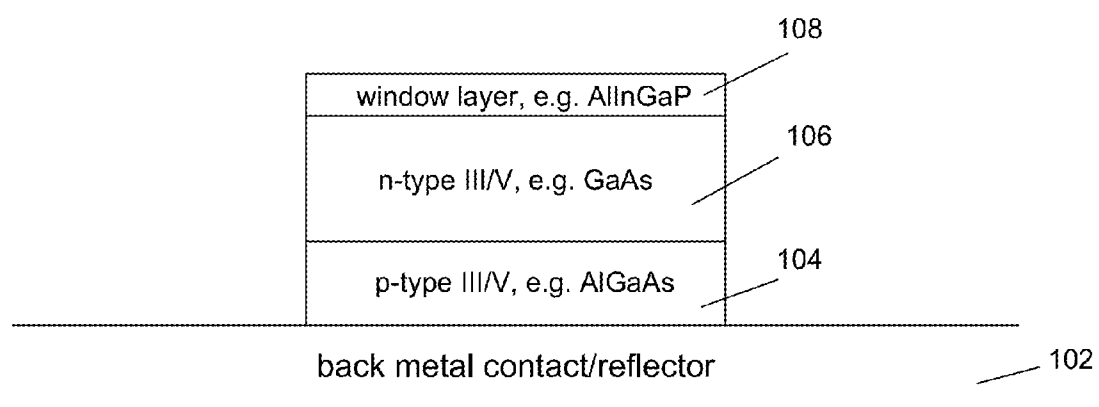 108
window layer, e.g. AlInGaP
106
n-type III/V, e.g. GaAs
104
p-type III/V, e.g. AlGaAs
back metal contact/reflector
102